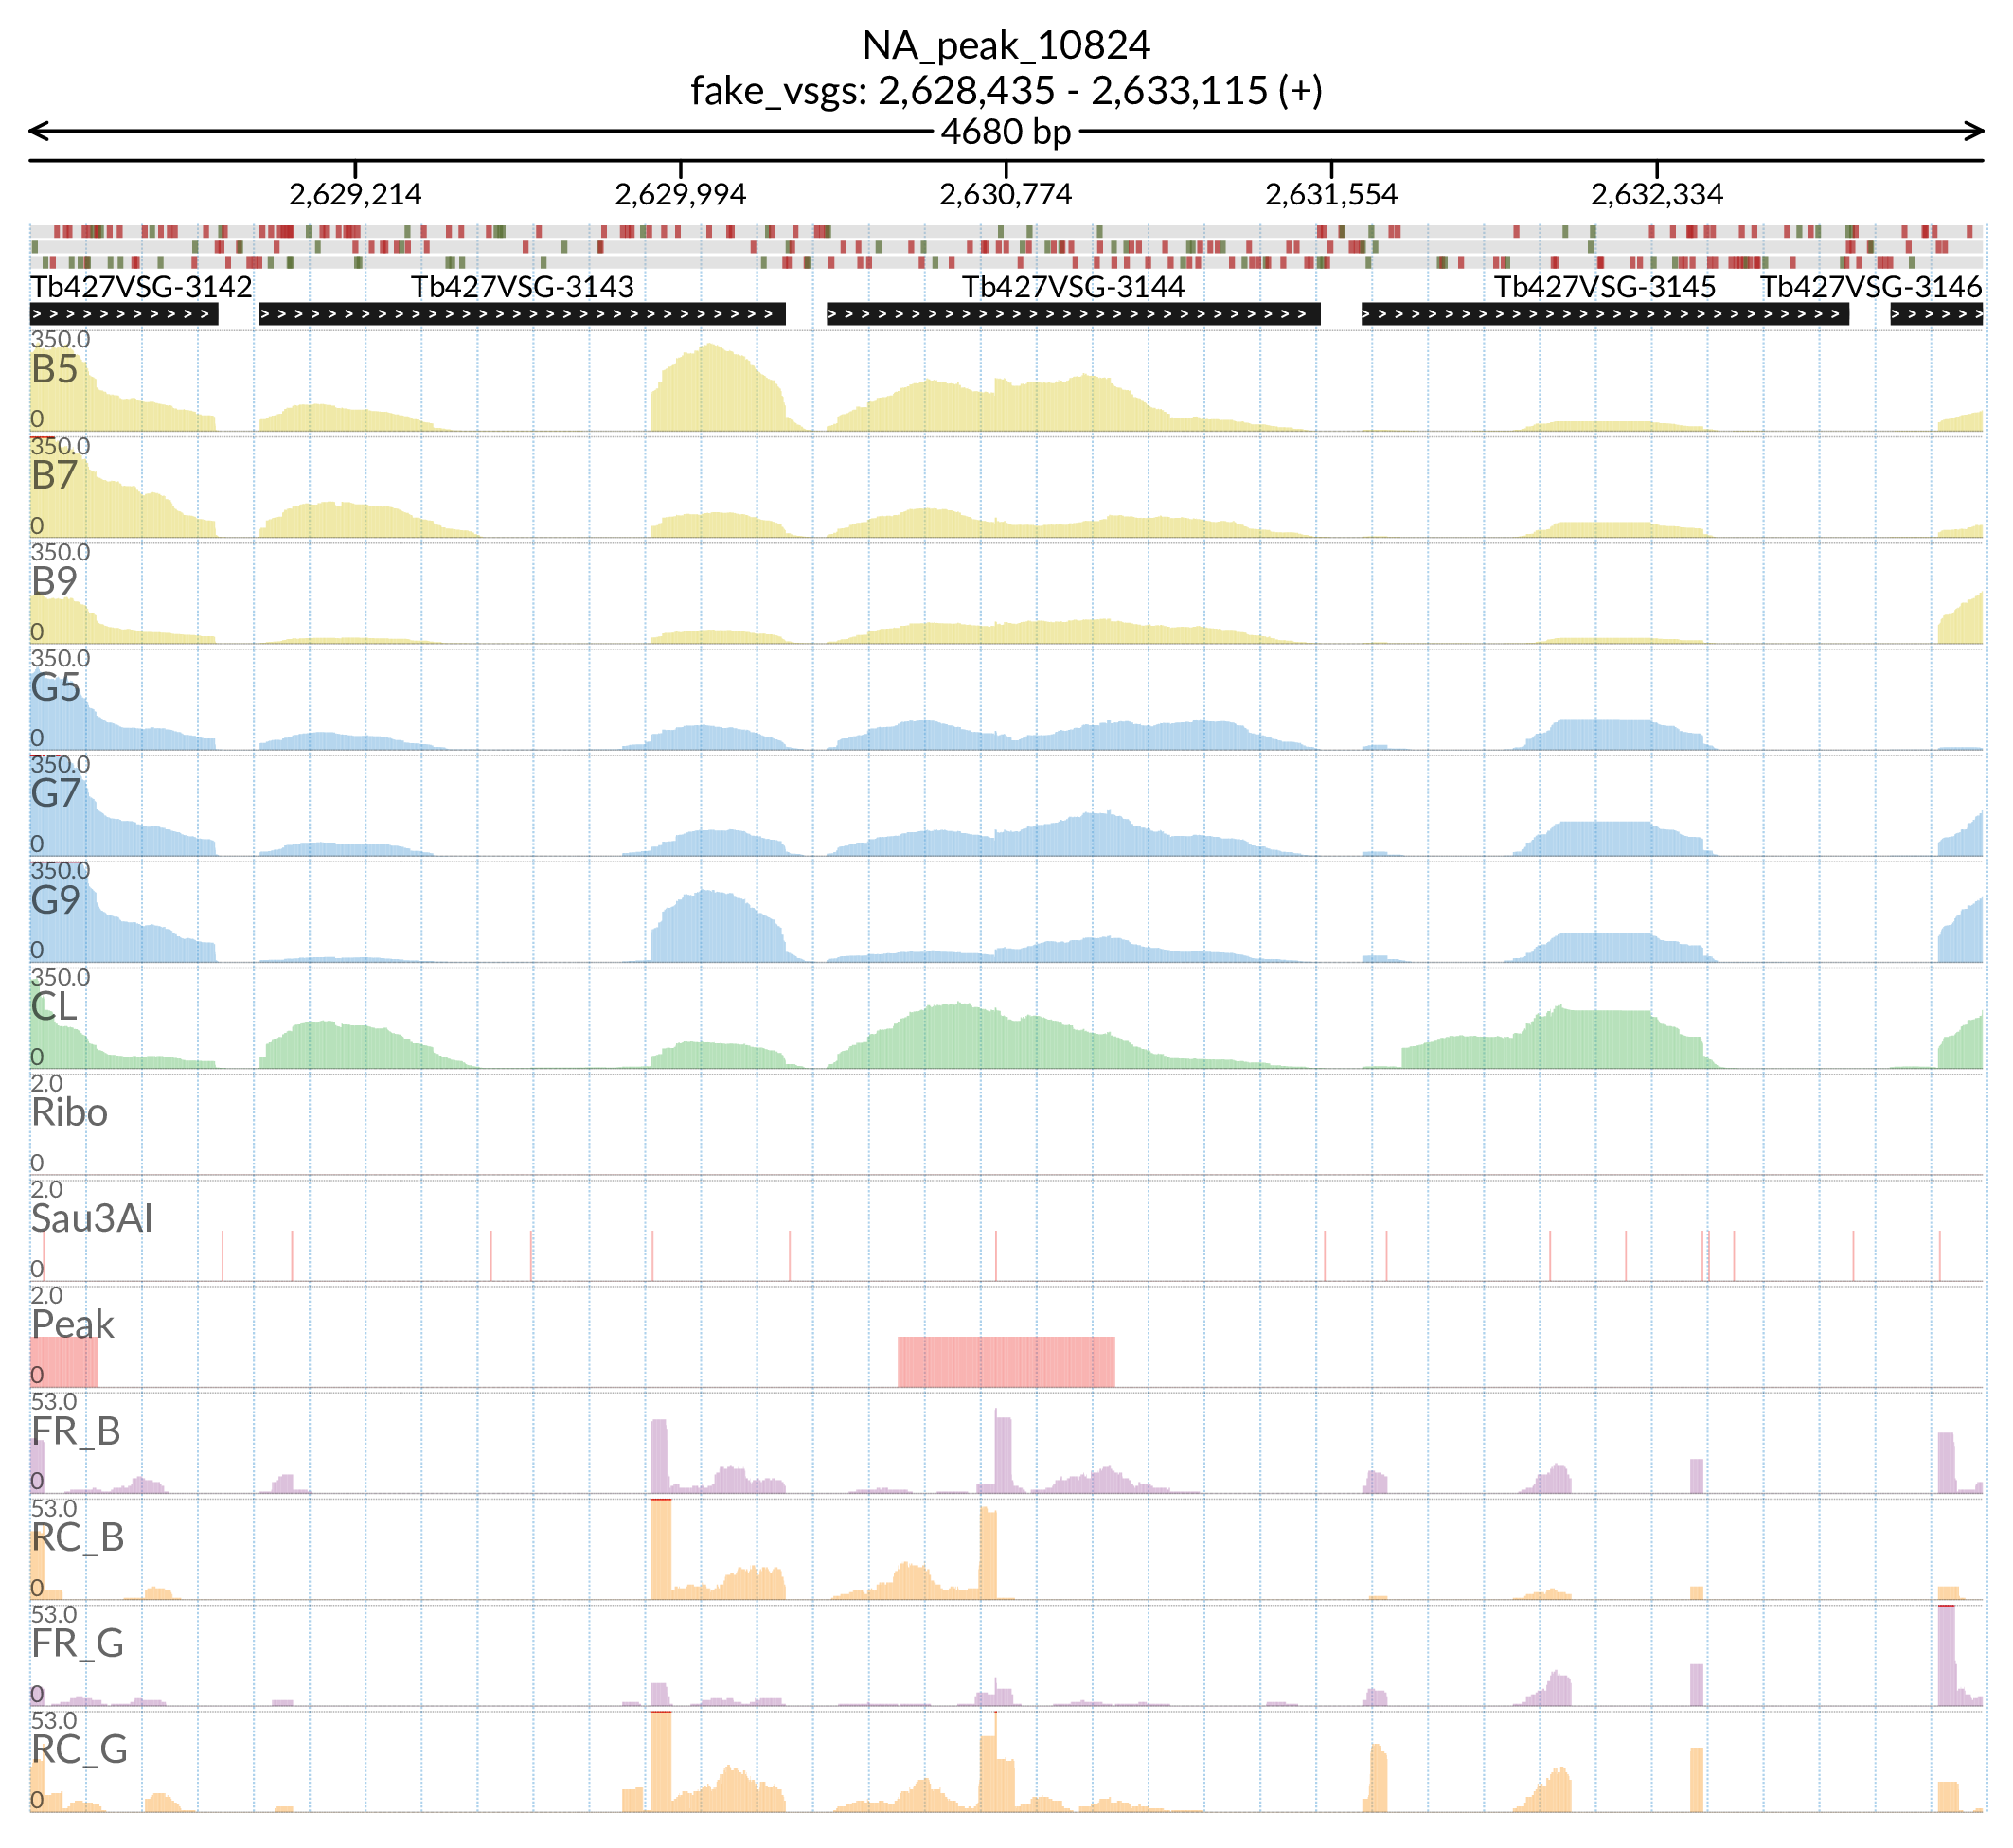 NA_peak_10824
fake_vsgs: 2,628,435 - 2,633,115 (+)
4680 bp
2,629,214 2,629,994 2,630,774 2,631,554 2,632,334
Tb427VSG-3142 Tb427VSG-3143 Tb427VSG-3144 Tb427VSG-3145 Tb427VSG-3146
350.0
B5
0
350.0
B7
0
350.0
B9
0
350.0
G5
0
350.0
G7
0
350.0
G9
0
350.0
CL
0
2.0
Ribo
0
2.0
Sau3AI
0
2.0
Peak
0
53.0
FR_B
0
53.0
RC_B
0
53.0
FR_G
0
53.0
RC_G
0